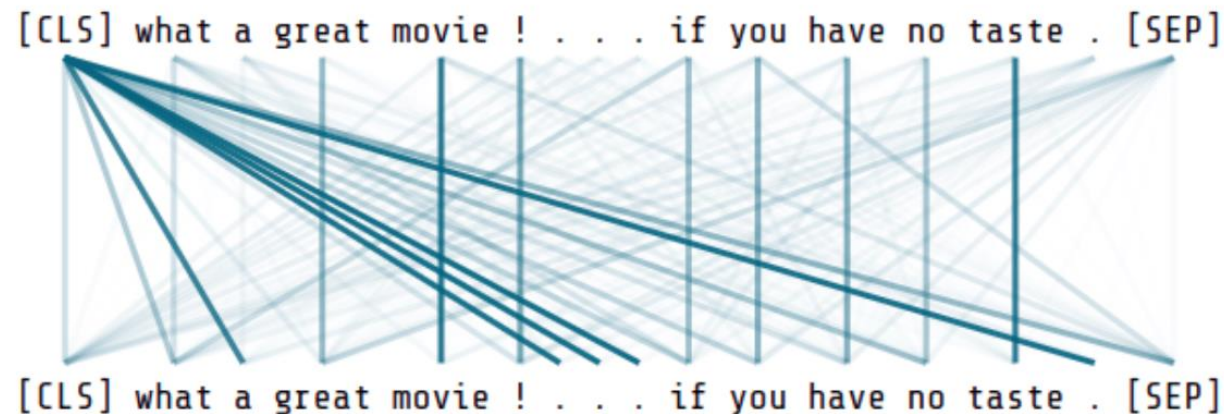 [CLS] what a great movie ! . . . if you have no taste . [SEP]
[CLS] what a great movie ! . . . if you have no taste . [SEP]